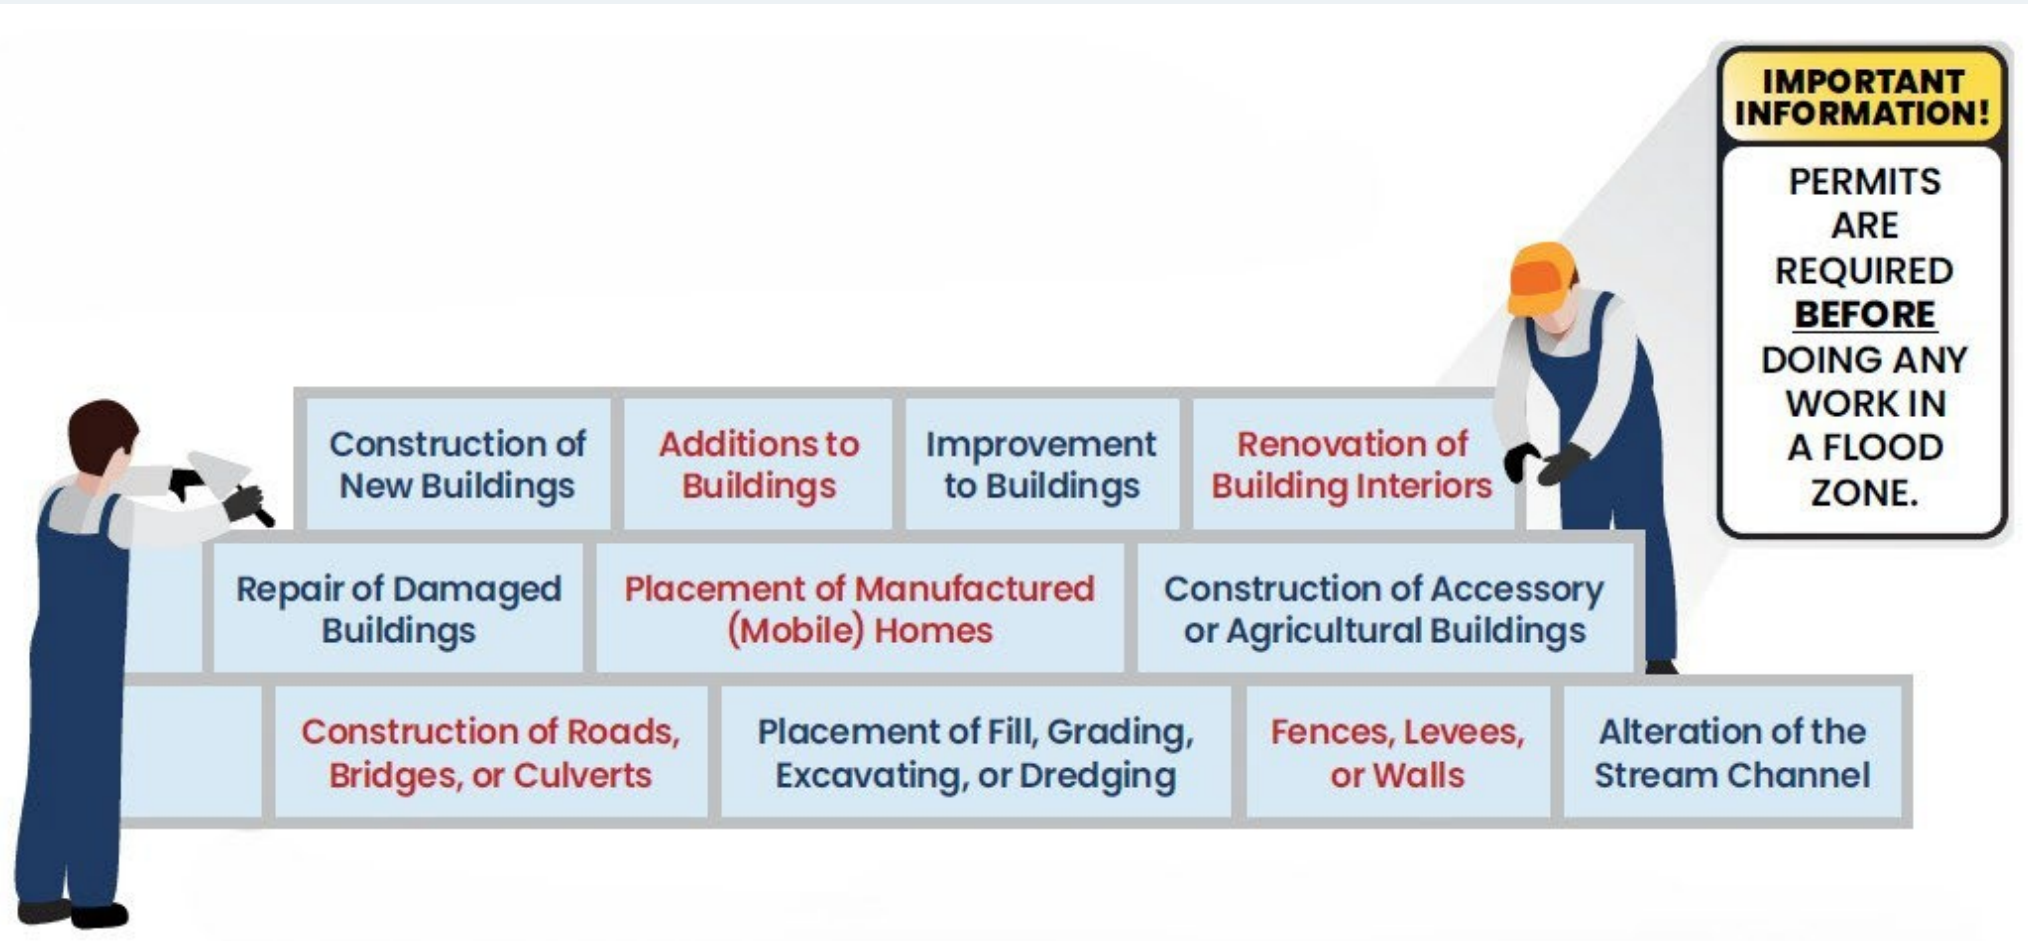 IMPORTANT
INFORMATION!
PERMITS
ARE
REQUIRED
BEFORE
DOING ANY
WORK IN
A FLOOD
ZONE.
Construction of
New Buildings
Additions to
Buildings
Improvement
to Buildings
Renovation of
Building Interiors
Repair of Damaged
Buildings
Placement of Manufactured
(Mobile) Homes
Construction of Accessory
or Agricultural Buildings
Construction of Roads,
Bridges, or Culverts
Placement of Fill, Grading,
Excavating, or Dredging
Fences, Levees,
or Walls
Alteration of the
Stream Channel